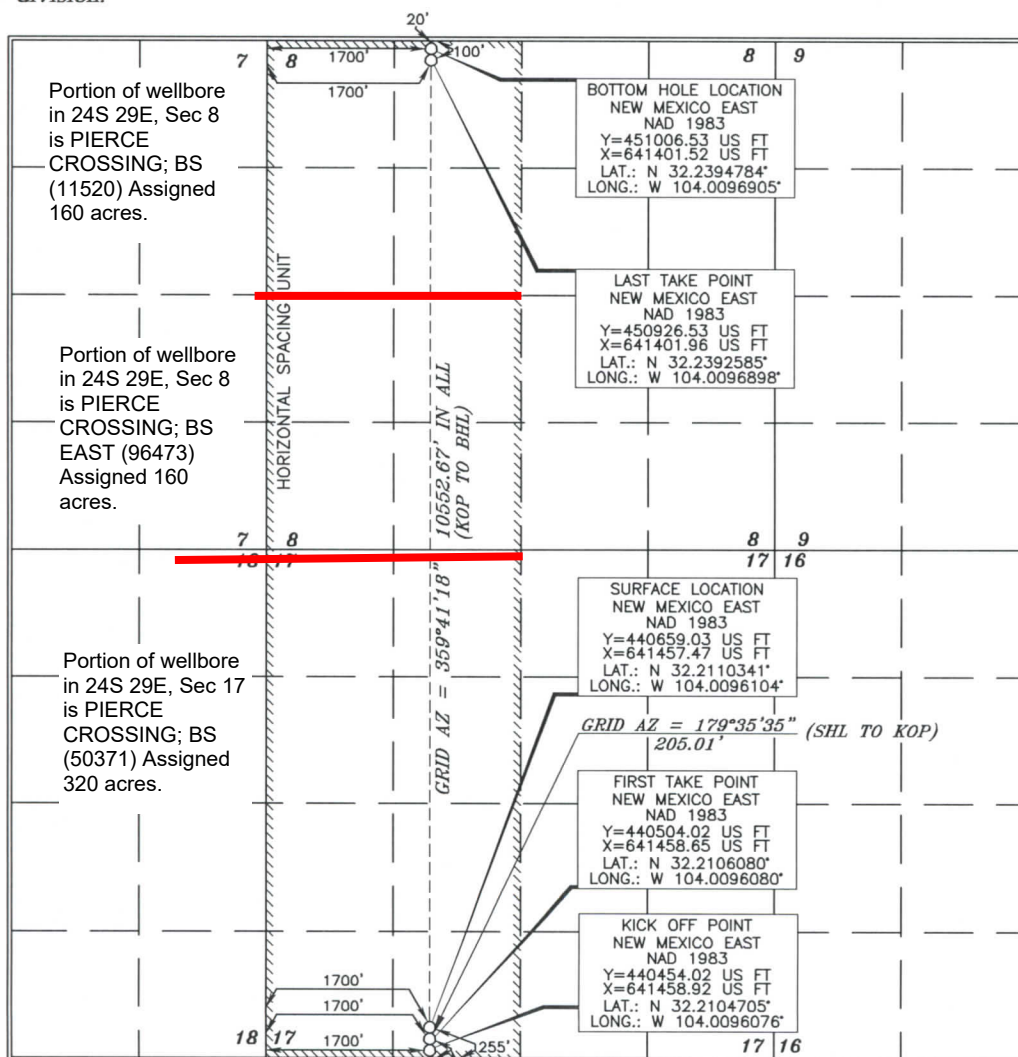 20'
1700'
100'
7 8
8 9
1700'
Portion of wellbore
in 24S 29E, Sec 8
is PIERCE
CROSSING; BS
(11520) Assigned
160 acres.
BOTTOM HOLE LOCATION
NEW MEXICO EAST
NAD 1983
Y=451006.53 US FT
X=641401.52 US FT
LAT.: N 32.2394784°
LONG.: W 104.0096905°
HORIZONTAL SPACING UNIT
LAST TAKE POINT
NEW MEXICO EAST
NAD 1983
Y=450926.53 US FT
X=641401.96 US FT
LAT.: N 32.2392585°
LONG.: W 104.0096898°
Portion of wellbore
in 24S 29E, Sec 8
is PIERCE
CROSSING; BS
EAST (96473)
Assigned 160
acres.
GRID AZ = 359°41'18" 10552.67' IN ALL
(KOP TO BHL)
7 8
8 9
17 16
SURFACE LOCATION
NEW MEXICO EAST
NAD 1983
Y=440659.03 US FT
X=641457.47 US FT
LAT.: N 32.2110341°
LONG.: W 104.0096104°
Portion of wellbore
in 24S 29E, Sec 17
is PIERCE
CROSSING; BS
(50371) Assigned
320 acres.
GRID AZ = 179°35'35" (SHL TO KOP)
205.01'
FIRST TAKE POINT
NEW MEXICO EAST
NAD 1983
Y=440504.02 US FT
X=641458.65 US FT
LAT.: N 32.2106080°
LONG.: W 104.0096080°
KICK OFF POINT
NEW MEXICO EAST
NAD 1983
Y=440454.02 US FT
X=641458.92 US FT
LAT.: N 32.2104705°
LONG.: W 104.0096076°
1700'
1700'
18 17
1700'
255'
17 16